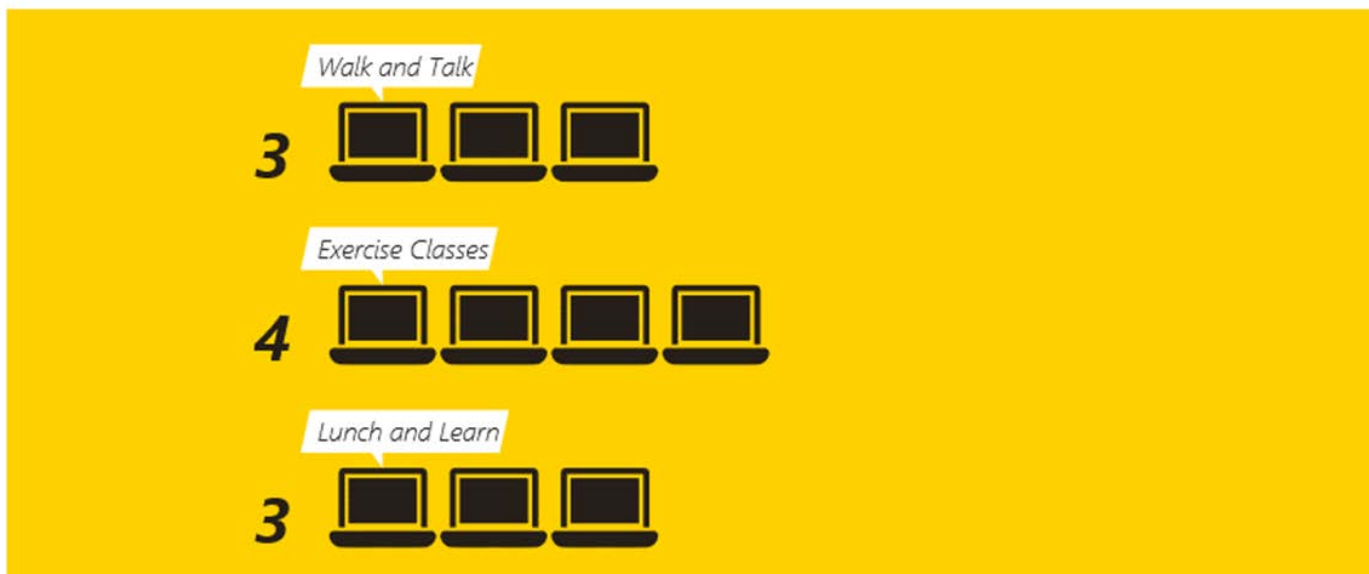 Walk and Talk
3
Exercise Classes
4
Lunch and Learn
3